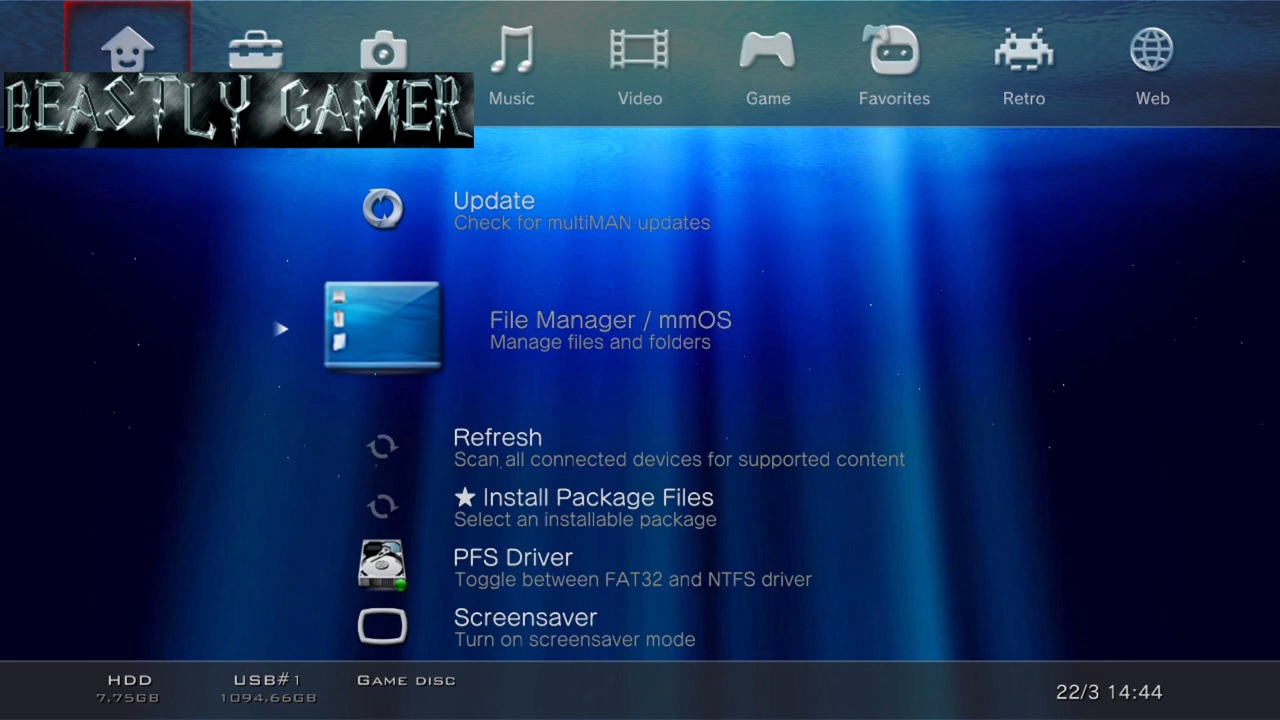 BEASTLY GAMER
Music
Video
Game
Favorites
Retro
Web
Update
Check for multiMAN updates
File Manager / mmOS
Manage files and folders
Refresh
Scan all connected devices for supported content
★ Install Package Files
Select an installable package
PFS Driver
Toggle between FAT32 and NTFS driver
Screensaver
Turn on screensaver mode
HDD
7.75GB
USB#1
1094.66GB
GAME DISC
22/3 14:44